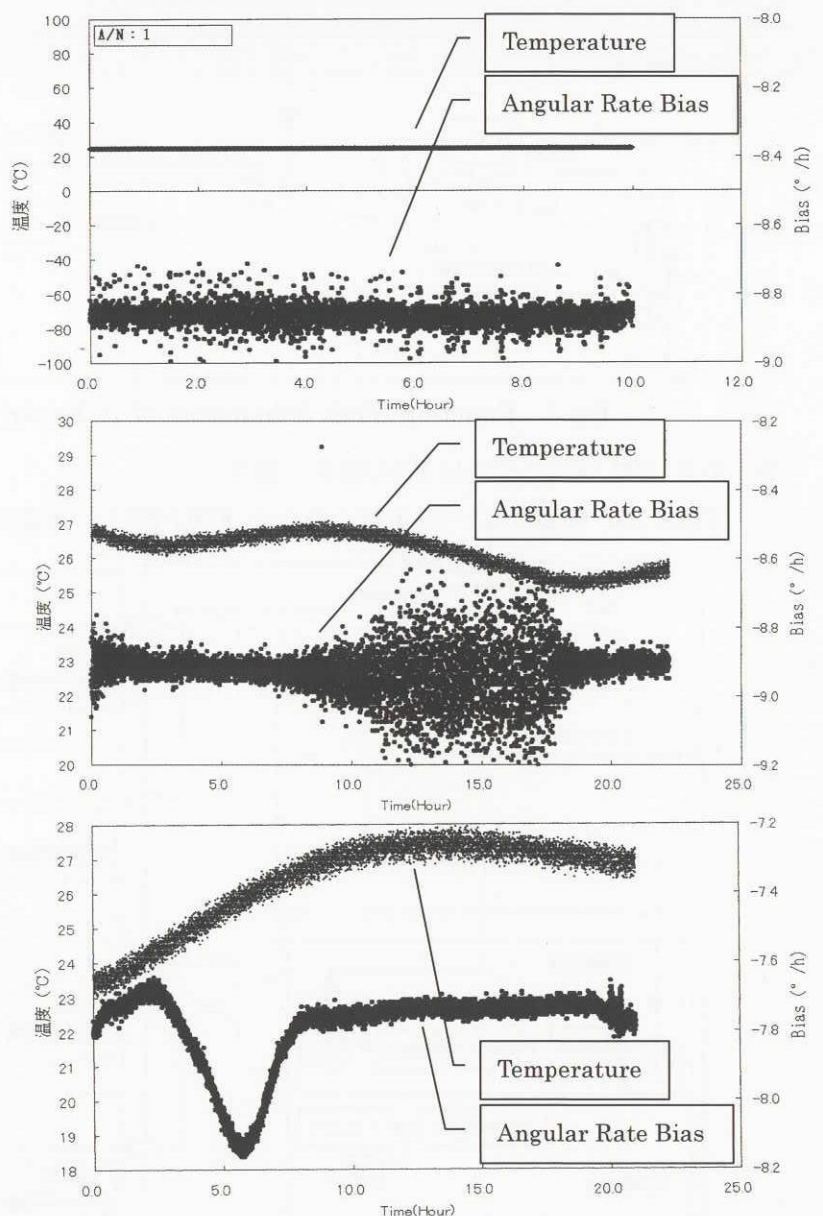 A/N : 1
Temperature
Angular Rate Bias
100
80
60
40
20
0
-20
-40
-60
-80
-100
温度 (℃)
-8.0
-8.2
-8.4
-8.6
-8.8
-9.0
Bias (° /h)
0.0 2.0 4.0 6.0 8.0 10.0 12.0
Time(Hour)
Temperature
Angular Rate Bias
30
29
28
27
26
25
24
23
22
21
20
温度 (℃)
-8.2
-8.4
-8.6
-8.8
-9.0
-9.2
Bias (° /h)
0.0 5.0 10.0 15.0 20.0 25.0
Time(Hour)
28
27
26
25
24
23
22
21
20
19
18
温度 (℃)
-7.2
-7.4
-7.6
-7.8
-8.0
-8.2
Bias (° /h)
Temperature
Angular Rate Bias
0.0 5.0 10.0 15.0 20.0 25.0
Time(Hour)